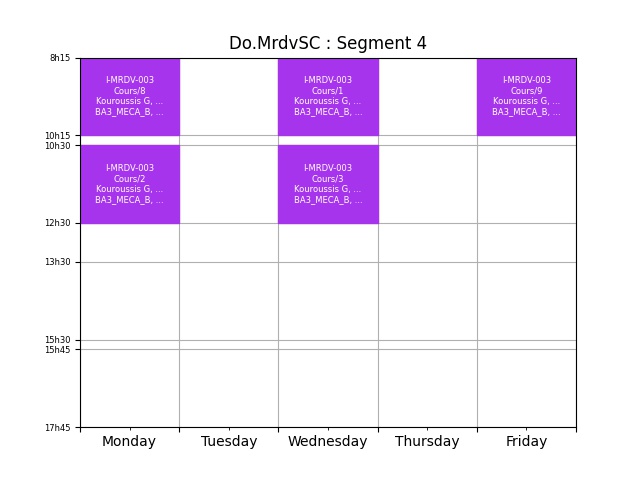 Do.MrdvSC : Segment 4
8h15
I-MRDV-003
Cours/8
Kouroussis G, ...
BA3_MECA_B, ...
I-MRDV-003
Cours/1
Kouroussis G, ...
BA3_MECA_B, ...
I-MRDV-003
Cours/9
Kouroussis G, ...
BA3_MECA_B, ...
10h15
10h30
I-MRDV-003
Cours/2
Kouroussis G, ...
BA3_MECA_B, ...
I-MRDV-003
Cours/3
Kouroussis G, ...
BA3_MECA_B, ...
12h30
13h30
15h30
15h45
17h45
Monday
Tuesday
Wednesday
Thursday
Friday